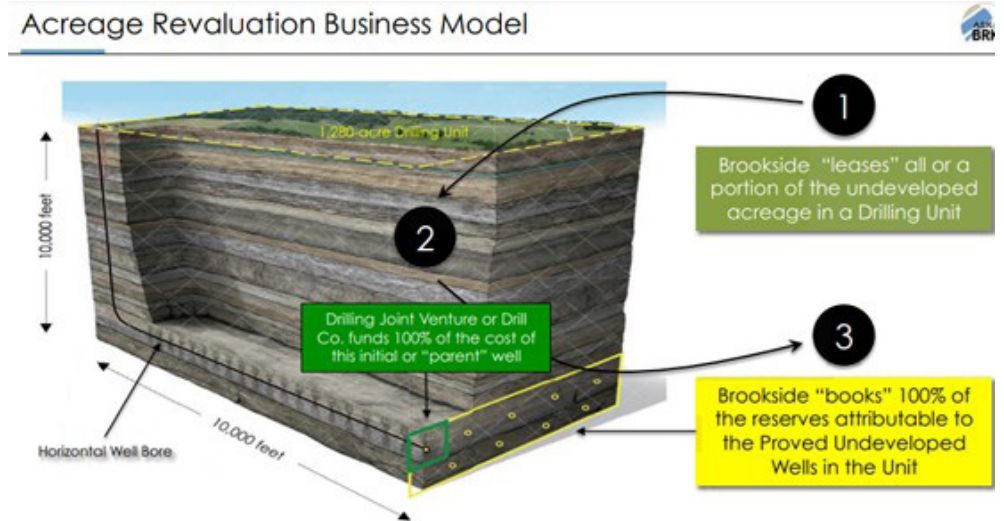 Acreage Revaluation Business Model
ASX:
BRK
1,280-acre Drilling Unit
1
Brookside "leases" all or a
portion of the undeveloped
acreage in a Drilling Unit
10,000 feet
2
Drilling Joint Venture or Drill
Co. funds 100% of the cost of
this initial or "parent" well
3
Brookside "books" 100% of
the reserves attributable to
the Proved Undeveloped
Wells in the Unit
Horizontal Well Bore
10,000 feet